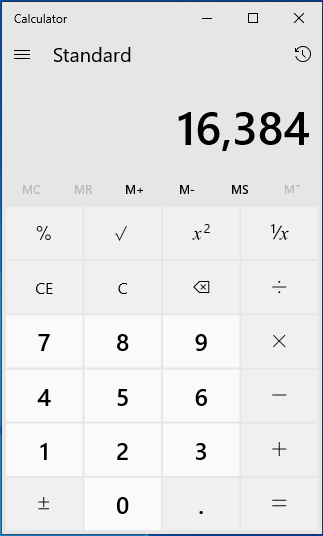 Calculator
Standard
16,384
MC MR M+ M- MS M˅
% √ x² ¹/x
CE C ⌫ ÷
7 8 9 ×
4 5 6 −
1 2 3 +
± 0 . =